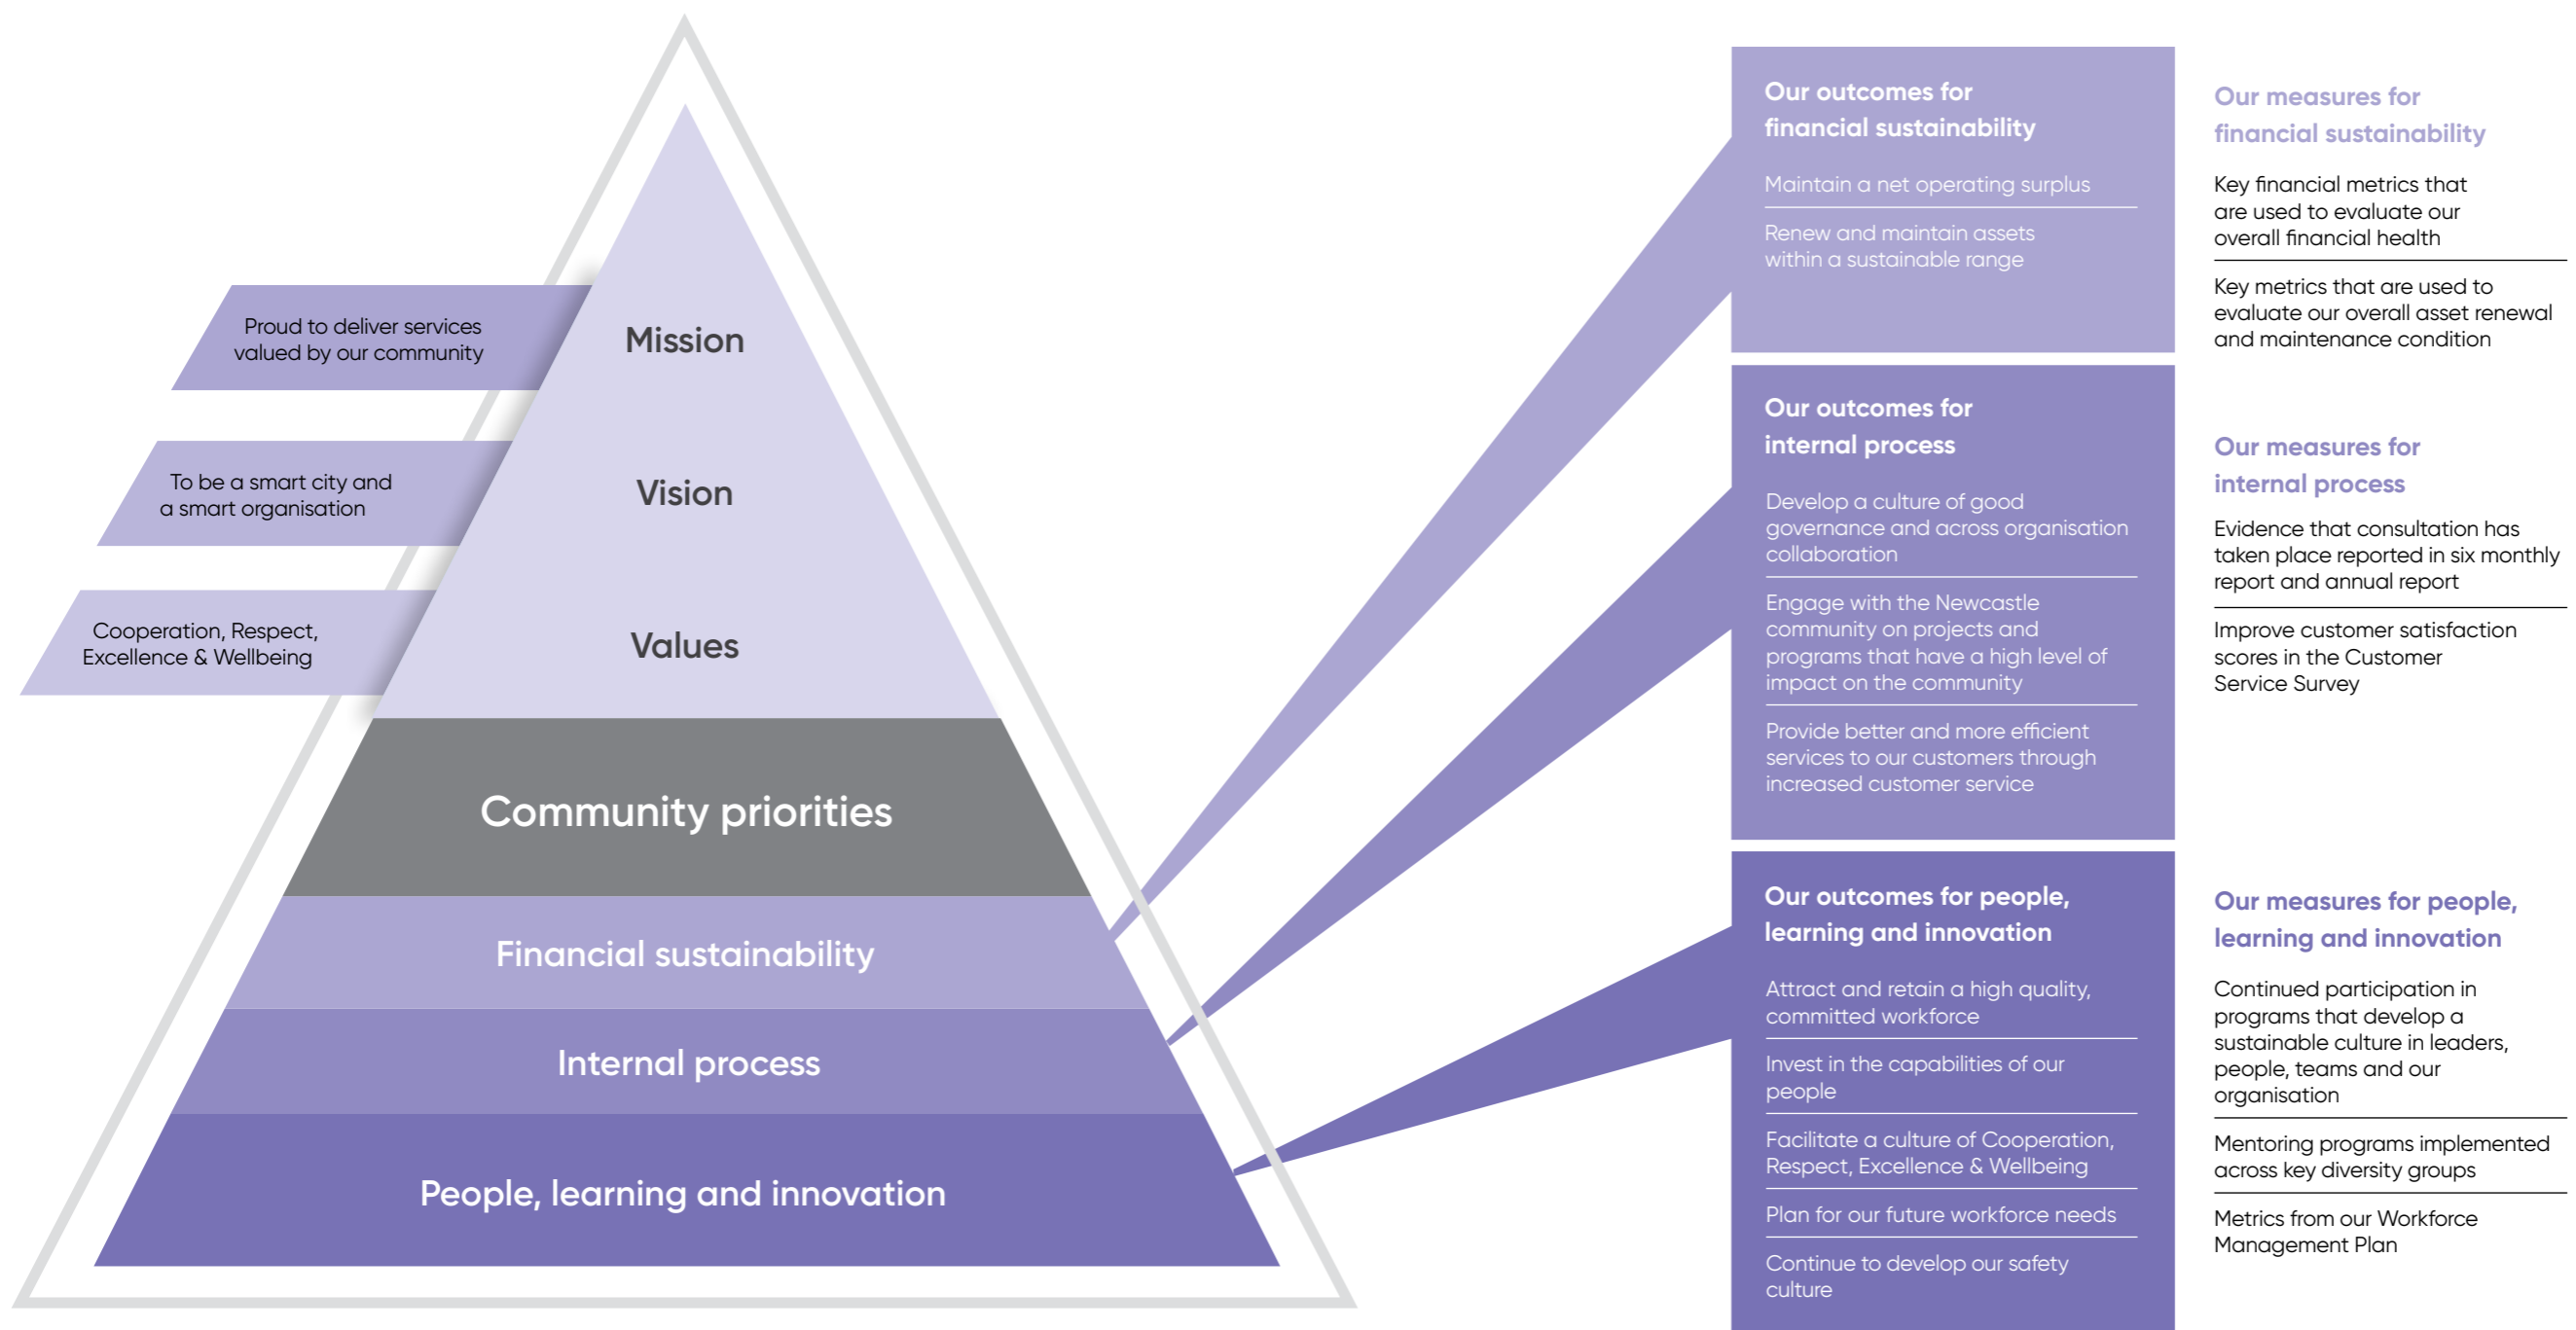 Proud to deliver services
valued by our community
Mission
To be a smart city and
a smart organisation
Vision
Cooperation, Respect,
Excellence & Wellbeing
Values
Community priorities
Financial sustainability
Internal process
People, learning and innovation
Our outcomes for
financial sustainability
Maintain a net operating surplus
Renew and maintain assets
within a sustainable range
Our measures for
financial sustainability
Key financial metrics that
are used to evaluate our
overall financial health
Key metrics that are used to
evaluate our overall asset renewal
and maintenance condition
Our outcomes for
internal process
Develop a culture of good
governance and across organisation
collaboration
Engage with the Newcastle
community on projects and
programs that have a high level of
impact on the community
Provide better and more efficient
services to our customers through
increased customer service
Our measures for
internal process
Evidence that consultation has
taken place reported in six monthly
report and annual report
Improve customer satisfaction
scores in the Customer
Service Survey
Our outcomes for people,
learning and innovation
Attract and retain a high quality,
committed workforce
Invest in the capabilities of our
people
Facilitate a culture of Cooperation,
Respect, Excellence & Wellbeing
Plan for our future workforce needs
Continue to develop our safety
culture
Our measures for people,
learning and innovation
Continued participation in
programs that develop a
sustainable culture in leaders,
people, teams and our
organisation
Mentoring programs implemented
across key diversity groups
Metrics from our Workforce
Management Plan